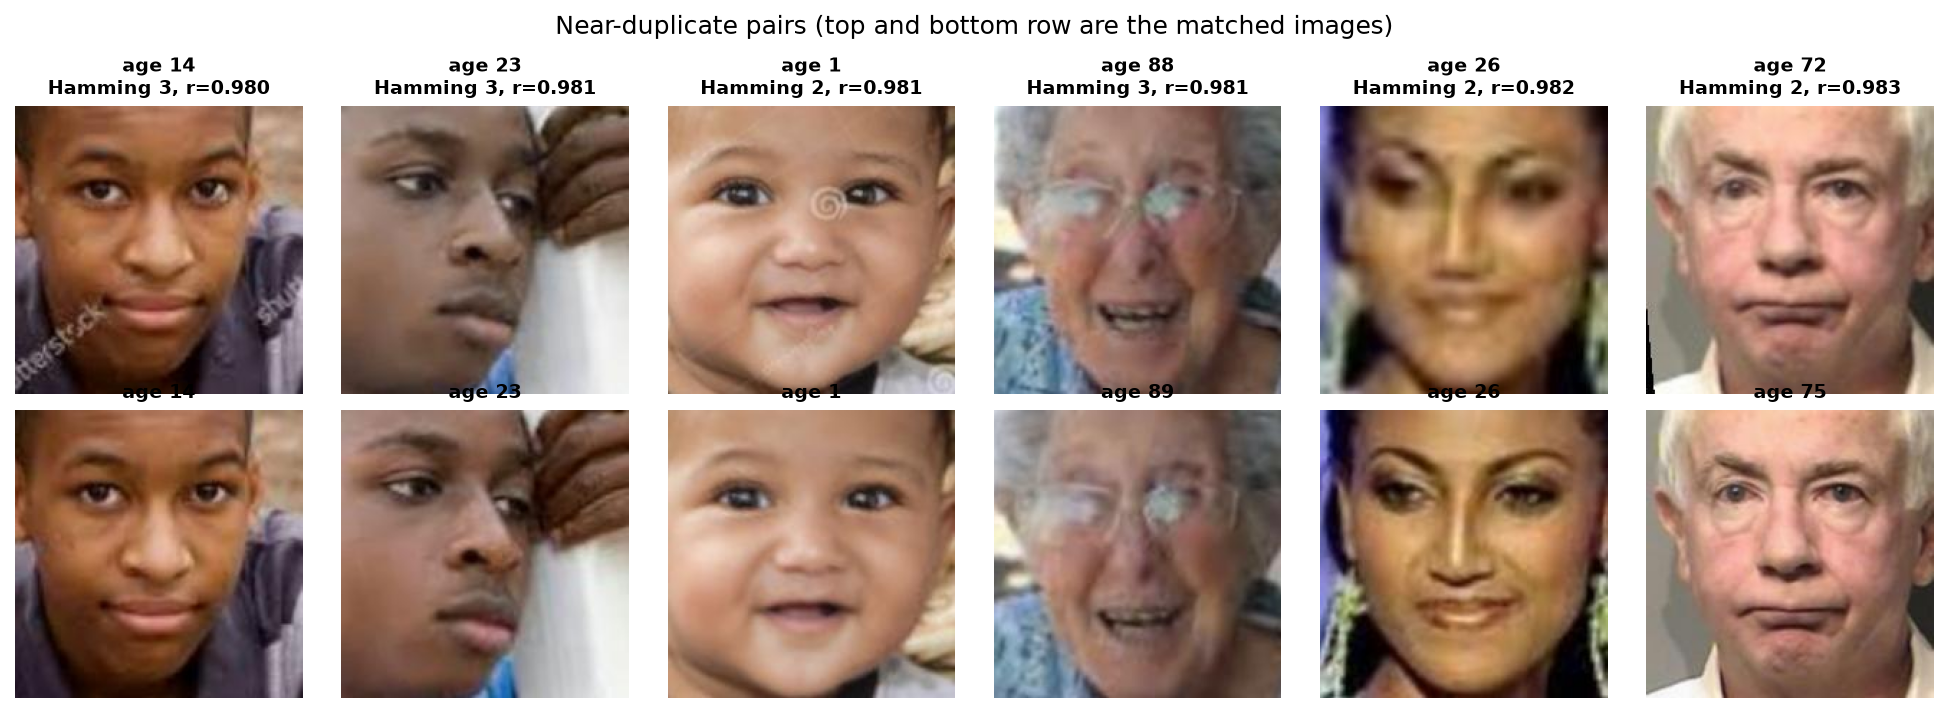 Near-duplicate pairs (top and bottom row are the matched images)
age 14
Hamming 3, r=0.980
age 23
Hamming 3, r=0.981
age 1
Hamming 2, r=0.981
age 88
Hamming 3, r=0.981
age 26
Hamming 2, r=0.982
age 72
Hamming 2, r=0.983
utterstock
shut
age 14
age 23
age 1
age 89
age 26
age 75